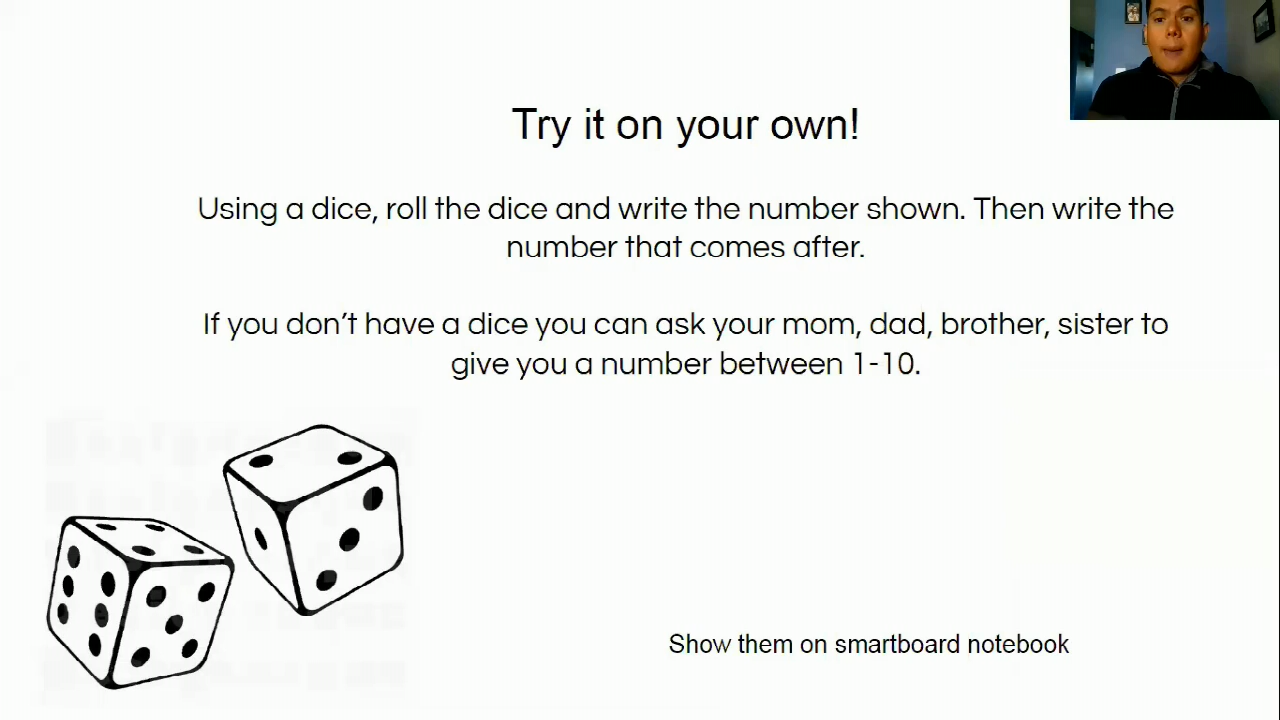 Try it on your own!
Using a dice, roll the dice and write the number shown. Then write the
number that comes after.
If you don’t have a dice you can ask your mom, dad, brother, sister to
give you a number between 1-10.
Show them on smartboard notebook